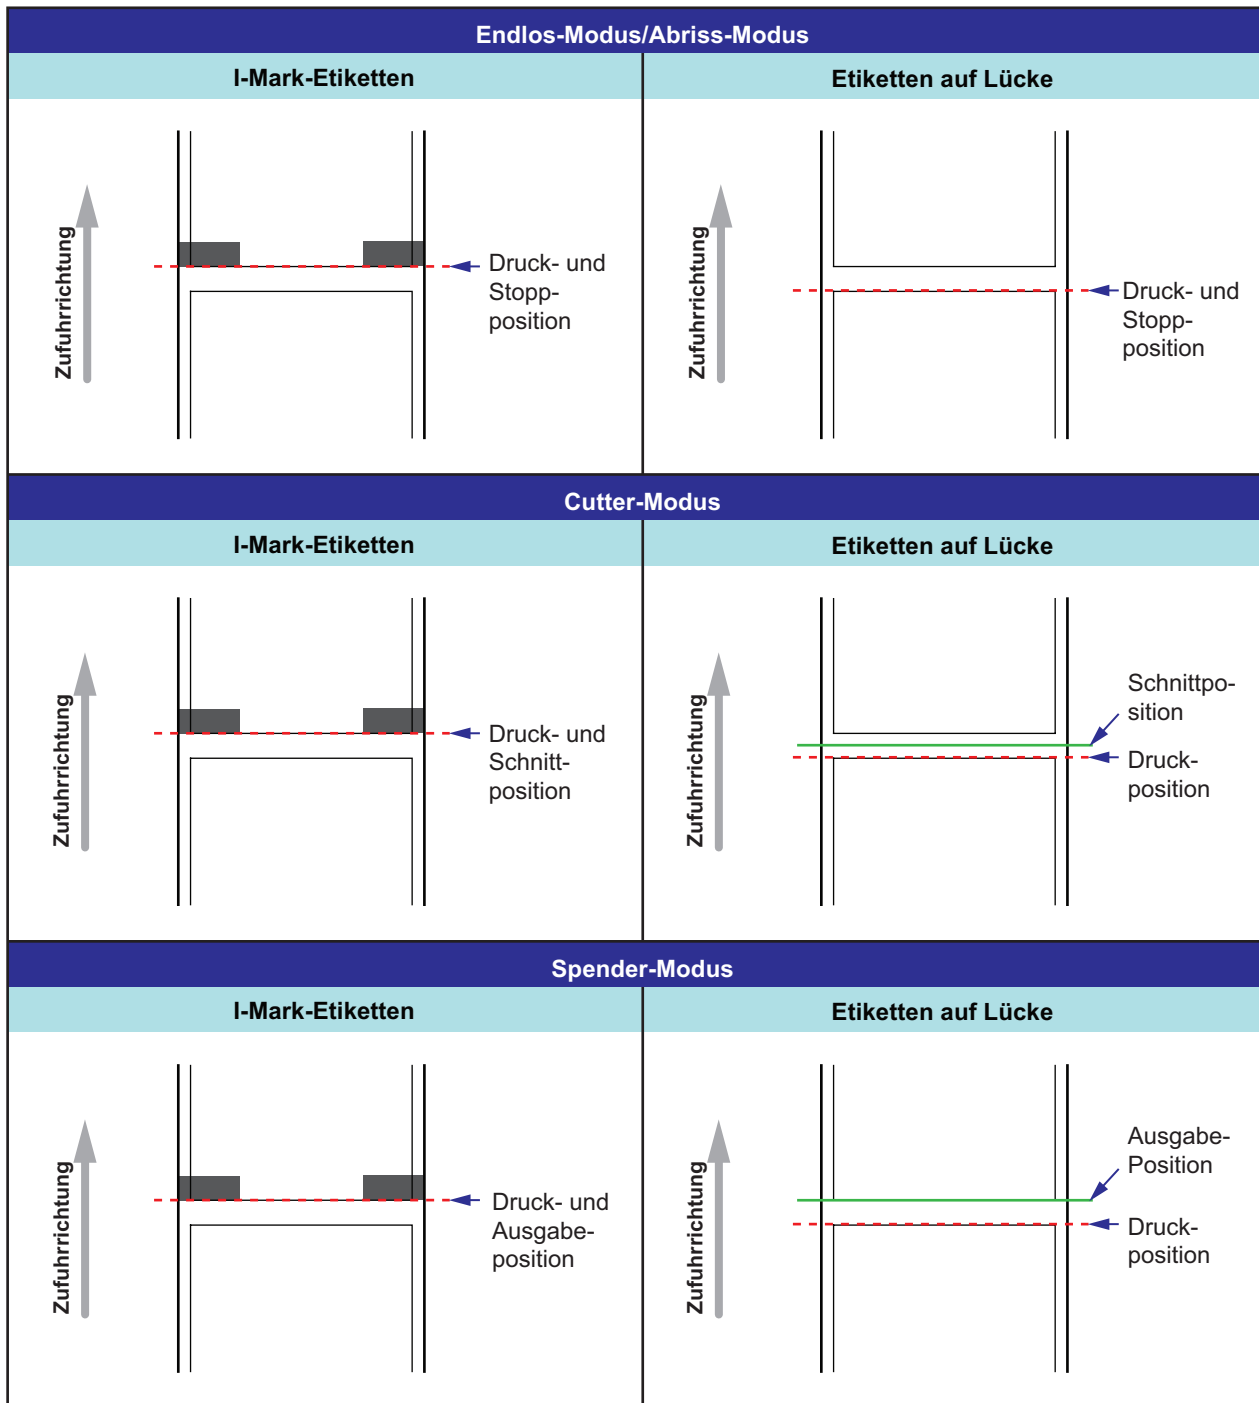 Endlos-Modus/Abriss-Modus
I-Mark-Etiketten
Etiketten auf Lücke
Zufuhrrichtung
Druck- und
Stopp-
position
Zufuhrrichtung
Druck- und
Stopp-
position
Cutter-Modus
I-Mark-Etiketten
Etiketten auf Lücke
Zufuhrrichtung
Druck- und
Schnitt-
position
Zufuhrrichtung
Schnittpo-
sition
Druck-
position
Spender-Modus
I-Mark-Etiketten
Etiketten auf Lücke
Zufuhrrichtung
Druck- und
Ausgabe-
position
Zufuhrrichtung
Ausgabe-
Position
Druck-
position